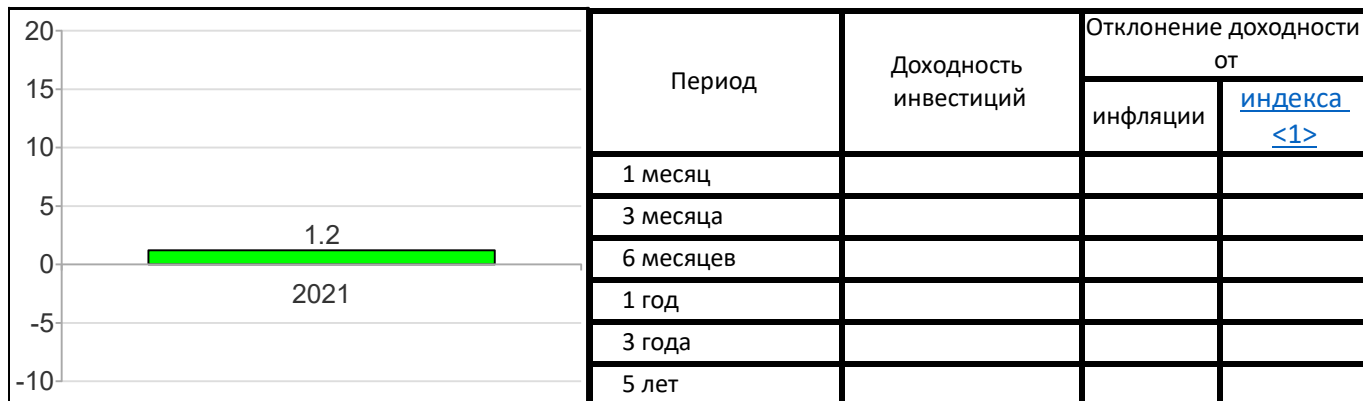 20
15
10
5
0
-5
-10
1.2
2021
Период
Доходность
инвестиций
Отклонение доходности
от
инфляции
индекса
<1>
1 месяц
3 месяца
6 месяцев
1 год
3 года
5 лет